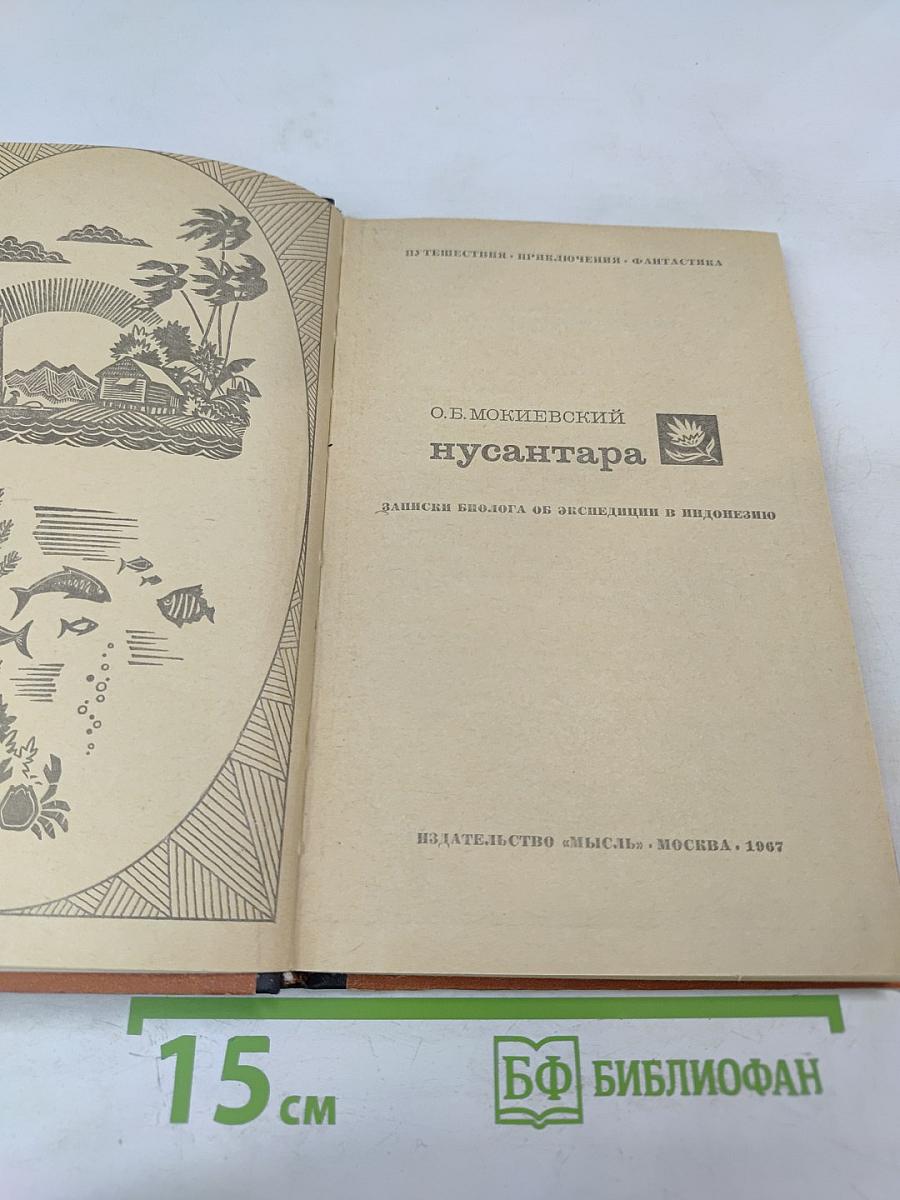 ПУТЕШЕСТВИЯ • ПРИКЛЮЧЕНИЯ • ФАНТАСТИКА
О. Б. МОКИЕВСКИЙ
нусантара
ЗАПИСКИ БИОЛОГА ОБ ЭКСПЕДИЦИИ В ИНДОНЕЗИЮ
ИЗДАТЕЛЬСТВО «МЫСЛЬ» • МОСКВА • 1967
15 см
БФ БИБЛИОФАН